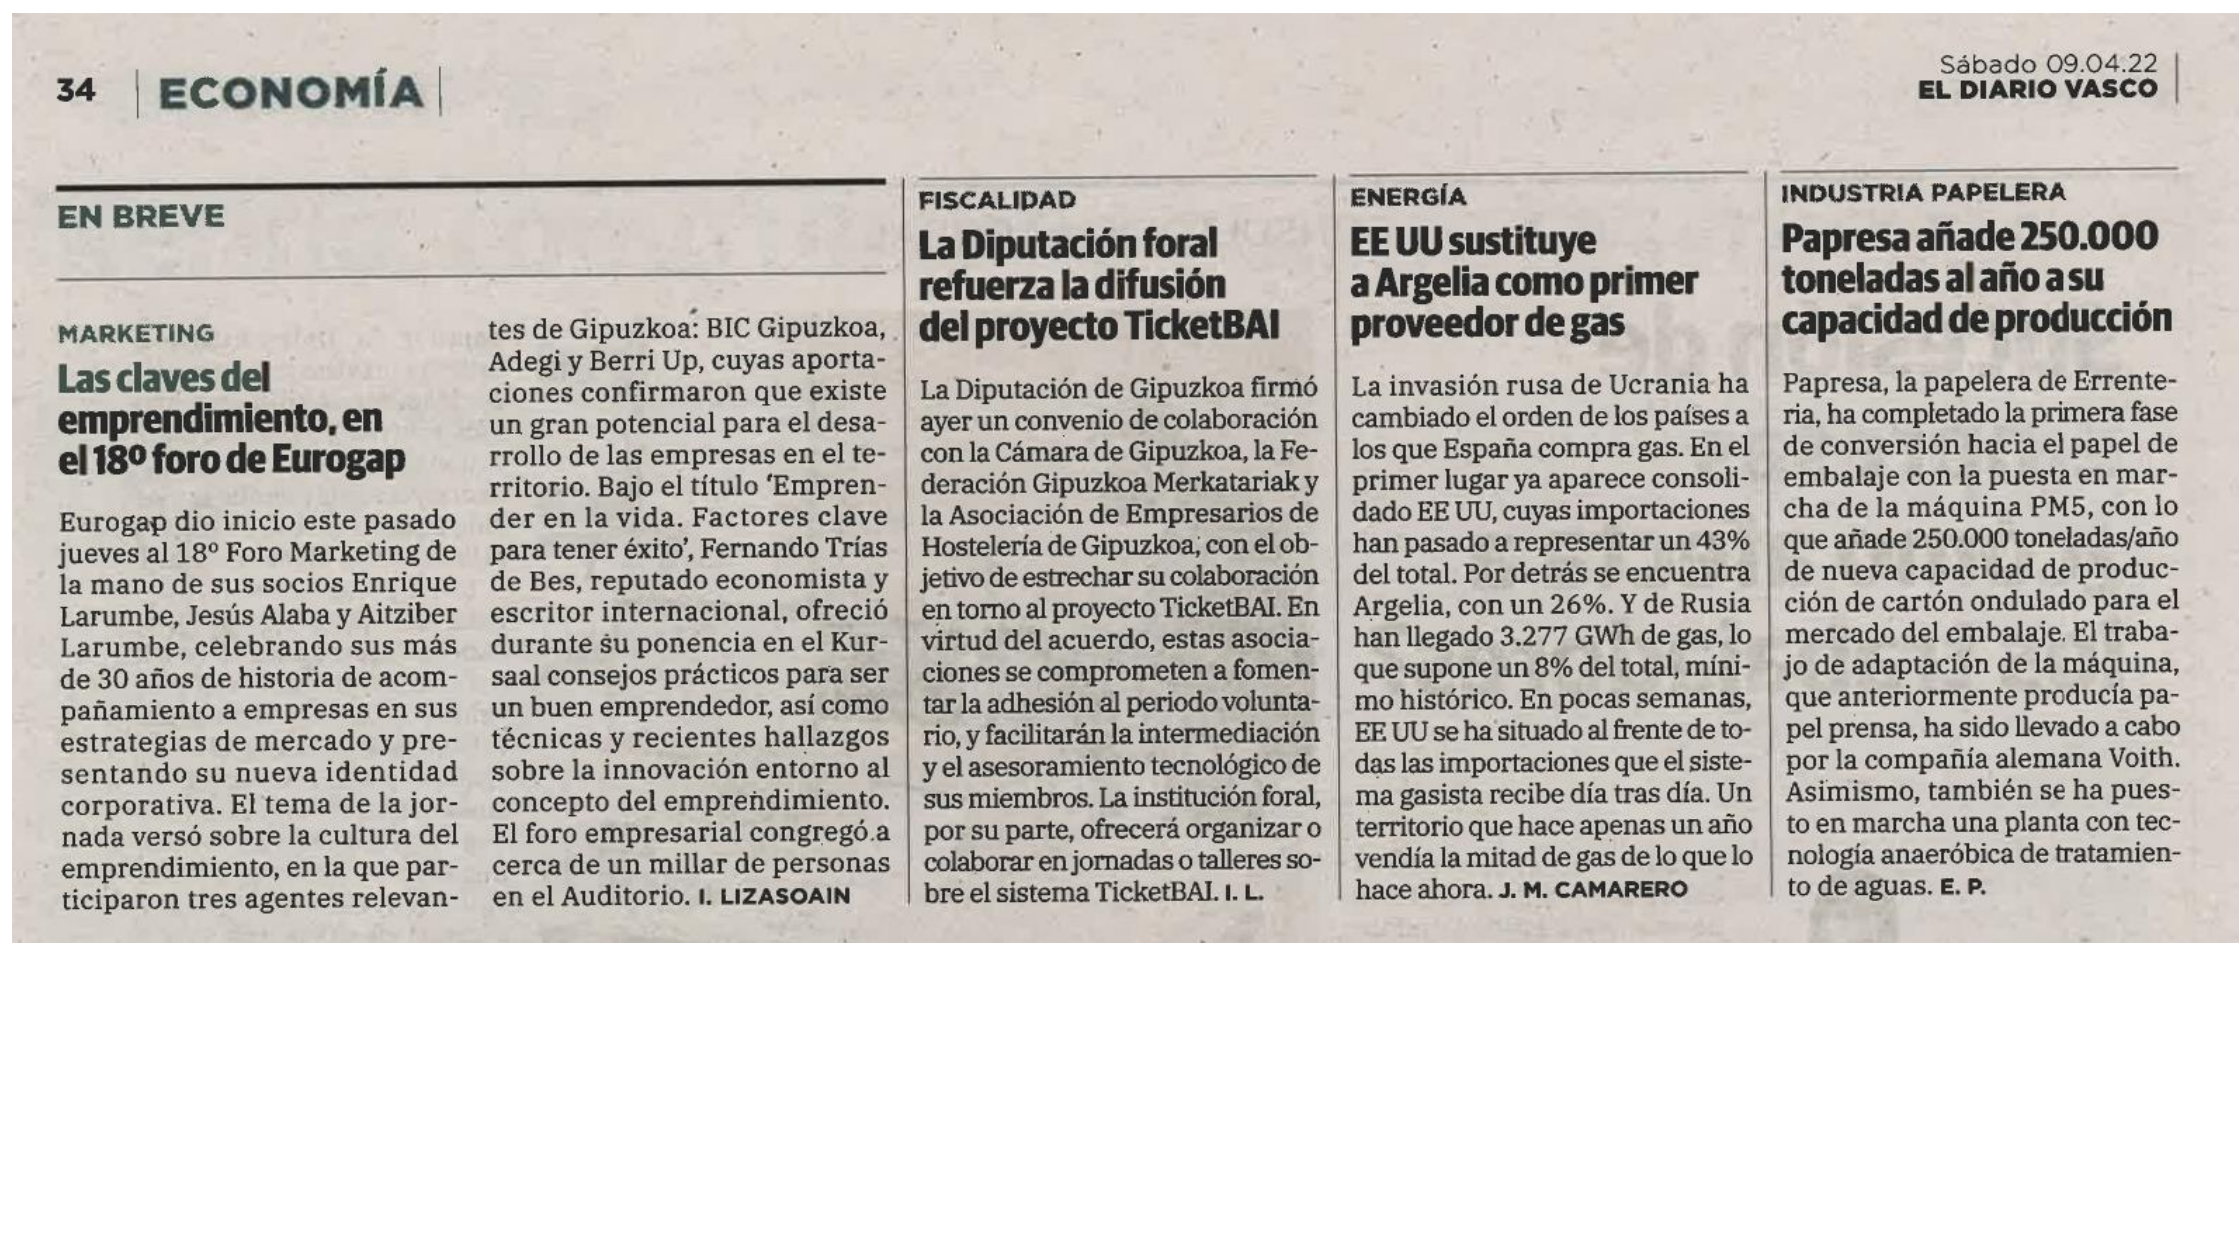 34
ECONOMÍA
Sábado 09.04.22
EL DIARIO VASCO
EN BREVE
MARKETING
Las claves del
emprendimiento, en
el 18º foro de Eurogap
Eurogap dio inicio este pasado
jueves al 18º Foro Marketing de
la mano de sus socios Enrique
Larumbe, Jesús Alaba y Aitziber
Larumbe, celebrando sus más
de 30 años de historia de acom-
pañamiento a empresas en sus
estrategias de mercado y pre-
sentando su nueva identidad
corporativa. El tema de la jor-
nada versó sobre la cultura del
emprendimiento, en la que par-
ticiparon tres agentes relevan-
tes de Gipuzkoa: BIC Gipuzkoa,
Adegi y Berri Up, cuyas aporta-
ciones confirmaron que existe
un gran potencial para el desa-
rrollo de las empresas en el te-
rritorio. Bajo el título ‘Empren-
der en la vida. Factores clave
para tener éxito’, Fernando Trías
de Bes, reputado economista y
escritor internacional, ofreció
durante su ponencia en el Kur-
saal consejos prácticos para ser
un buen emprendedor, así como
técnicas y recientes hallazgos
sobre la innovación entorno al
concepto del emprendimiento.
El foro empresarial congregó a
cerca de un millar de personas
en el Auditorio. I. LIZASOAIN
FISCALIDAD
La Diputación foral
refuerza la difusión
del proyecto TicketBAI
La Diputación de Gipuzkoa firmó
ayer un convenio de colaboración
con la Cámara de Gipuzkoa, la Fe-
deración Gipuzkoa Merkatariak y
la Asociación de Empresarios de
Hostelería de Gipuzkoa, con el ob-
jetivo de estrechar su colaboración
en torno al proyecto TicketBAI. En
virtud del acuerdo, estas asocia-
ciones se comprometen a fomen-
tar la adhesión al periodo volunta-
rio, y facilitarán la intermediación
y el asesoramiento tecnológico de
sus miembros. La institución foral,
por su parte, ofrecerá organizar o
colaborar en jornadas o talleres so-
bre el sistema TicketBAI. I. L.
ENERGÍA
EE UU sustituye
a Argelia como primer
proveedor de gas
La invasión rusa de Ucrania ha
cambiado el orden de los países a
los que España compra gas. En el
primer lugar ya aparece consoli-
dado EE UU, cuyas importaciones
han pasado a representar un 43%
del total. Por detrás se encuentra
Argelia, con un 26%. Y de Rusia
han llegado 3.277 GWh de gas, lo
que supone un 8% del total, míni-
mo histórico. En pocas semanas,
EE UU se ha situado al frente de to-
das las importaciones que el siste-
ma gasista recibe día tras día. Un
territorio que hace apenas un año
vendía la mitad de gas de lo que lo
hace ahora. J. M. CAMARERO
INDUSTRIA PAPELERA
Papresa añade 250.000
toneladas al año a su
capacidad de producción
Papresa, la papelera de Errente-
ria, ha completado la primera fase
de conversión hacia el papel de
embalaje con la puesta en mar-
cha de la máquina PM5, con lo
que añade 250.000 toneladas/año
de nueva capacidad de produc-
ción de cartón ondulado para el
mercado del embalaje. El traba-
jo de adaptación de la máquina,
que anteriormente producía pa-
pel prensa, ha sido llevado a cabo
por la compañía alemana Voith.
Asimismo, también se ha pues-
to en marcha una planta con tec-
nología anaeróbica de tratamien-
to de aguas. E. P.